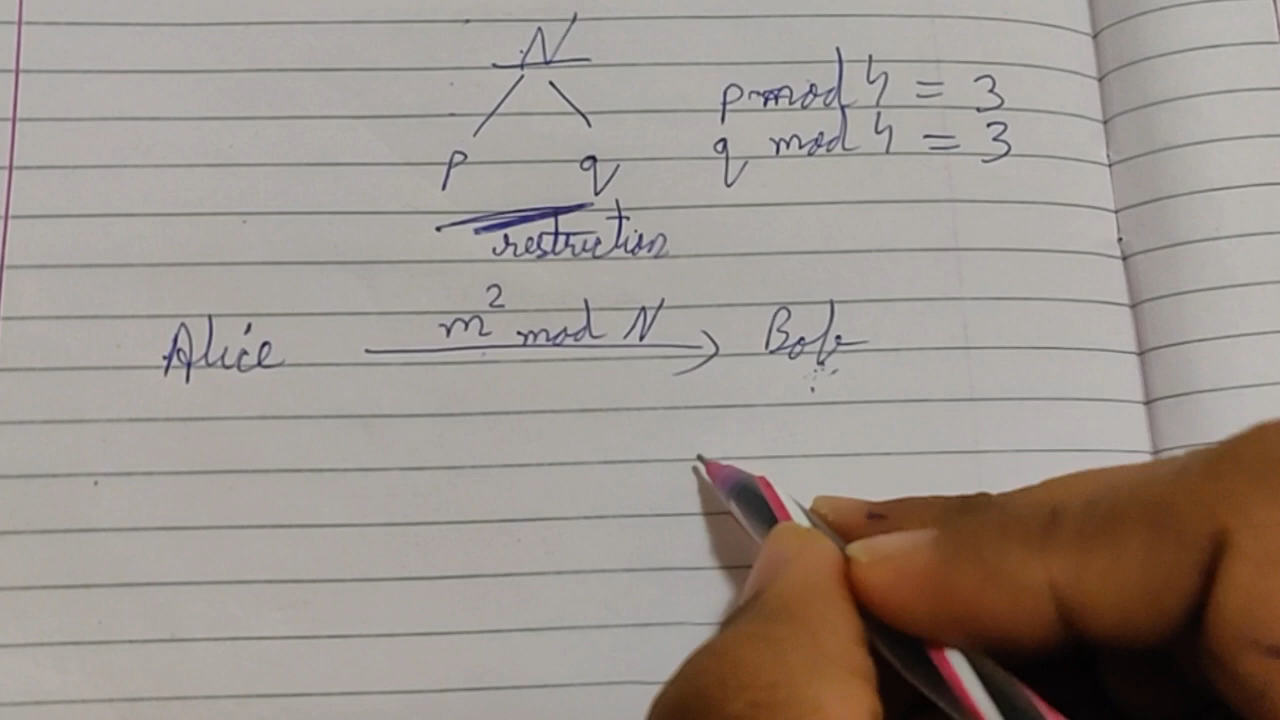 N
p q
p mod 4 = 3
q mod 4 = 3
restriction
Alice m² mod N Bob